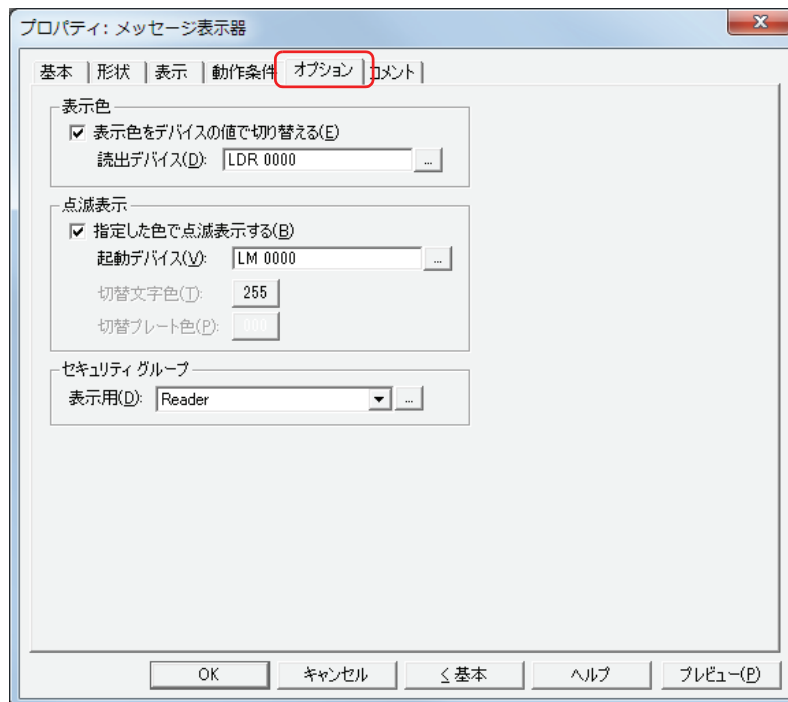 プロパティ: メッセージ表示器
基本 形状 表示 動作条件 オプション コメント
表示色
表示色をデバイスの値で切り替える(E)
読出デバイス(D): LDR 0000 ...
点滅表示
指定した色で点滅表示する(B)
起動デバイス(V): LM 0000 ...
切替文字色(T): 255
切替プレート色(P): 000
セキュリティ グループ
表示用(D): Reader ...
OK キャンセル <基本 ヘルプ プレビュー(P)